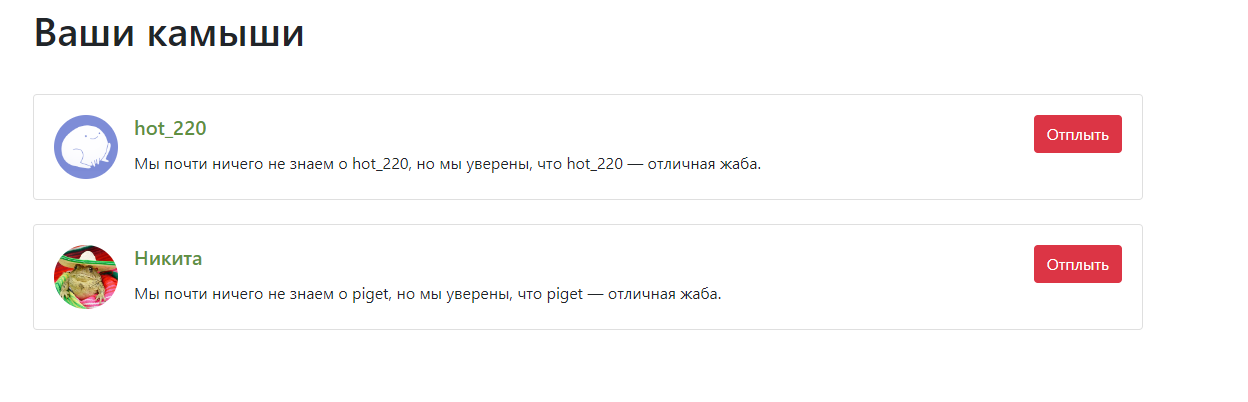 Ваши камыши
hot_220
Отплыть
Мы почти ничего не знаем о hot_220, но мы уверены, что hot_220 — отличная жаба.
Никита
Отплыть
Мы почти ничего не знаем о piget, но мы уверены, что piget — отличная жаба.